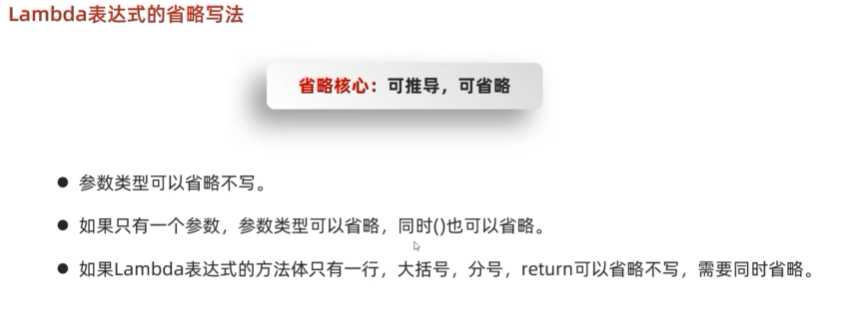 Lambda表达式的省略写法
省略核心：可推导，可省略
● 参数类型可以省略不写。
● 如果只有一个参数，参数类型可以省略，同时()也可以省略。
● 如果Lambda表达式的方法体只有一行，大括号，分号，return可以省略不写，需要同时省略。